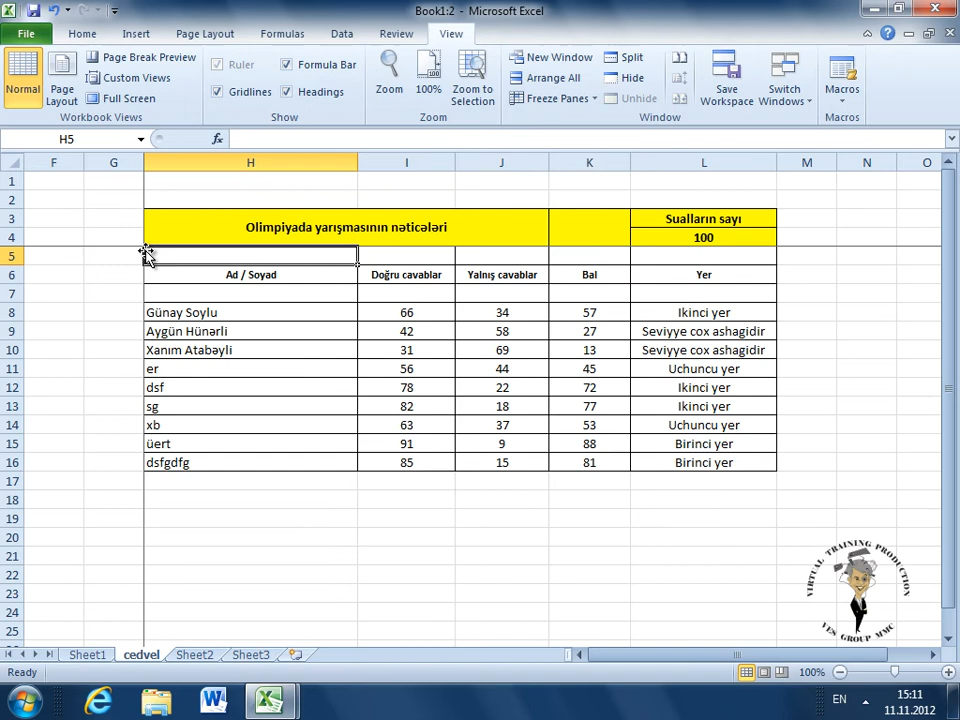 Book1:2 - Microsoft Excel
File Home Insert Page Layout Formulas Data Review View
Normal
Page Layout
Page Break Preview
Custom Views
Full Screen
Workbook Views
Ruler
Formula Bar
Gridlines
Headings
Show
Zoom
100%
Zoom to Selection
Zoom
New Window
Arrange All
Freeze Panes
Split
Hide
Unhide
Window
Save Workspace
Switch Windows
Macros
Macros
H5
fx
F G H I J K L M N O
1
2
3 Olimpiyada yarışmasının nəticələri Sualların sayı
4 100
5
6 Ad / Soyad Doğru cavablar Yalnış cavablar Bal Yer
7
8 Günay Soylu 66 34 57 Ikinci yer
9 Aygün Hünərli 42 58 27 Seviyye cox ashagidir
10 Xanım Atabəyli 31 69 13 Seviyye cox ashagidir
11 er 56 44 45 Uchuncu yer
12 dsf 78 22 72 Ikinci yer
13 sg 82 18 77 Ikinci yer
14 xb 63 37 53 Uchuncu yer
15 üert 91 9 88 Birinci yer
16 dsfgdfg 85 15 81 Birinci yer
17
18
19
20
21
22
23
24
25
VIRTUAL TRAINING PRODUCTION
YES GROUP MMC
Sheet1 cedvel Sheet2 Sheet3
Ready
100%
EN
15:11
11.11.2012